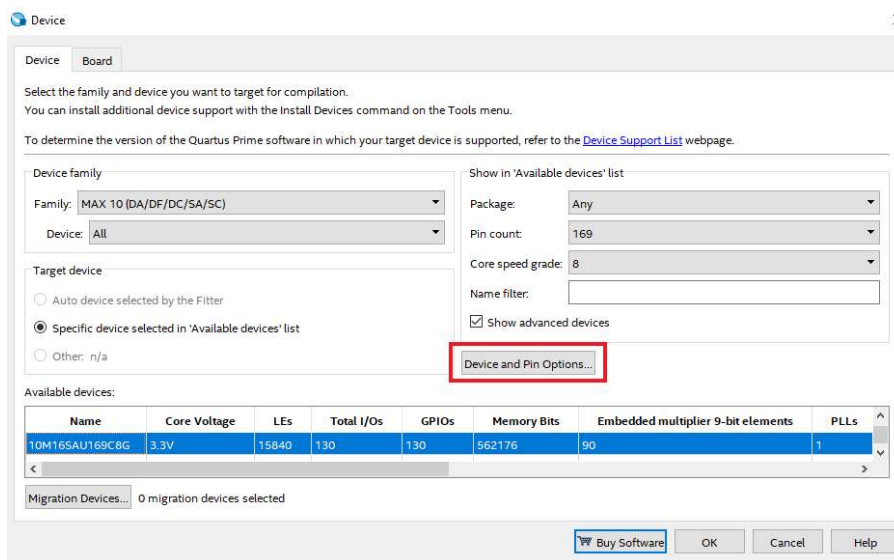 Device
Device Board
Select the family and device you want to target for compilation.
You can install additional device support with the Install Devices command on the Tools menu.
To determine the version of the Quartus Prime software in which your target device is supported, refer to the Device Support List webpage.
Device family
Family: MAX 10 (DA/DF/DC/SA/SC)
Device: All
Show in 'Available devices' list
Package: Any
Pin count: 169
Core speed grade: 8
Name filter:
Show advanced devices
Target device
Auto device selected by the Fitter
Specific device selected in 'Available devices' list
Other: n/a
Device and Pin Options...
Available devices:
Name Core Voltage LEs Total I/Os GPIOs Memory Bits Embedded multiplier 9-bit elements PLLs
10M16SAU169C8G 3.3V 15840 130 130 562176 90 1
Migration Devices... 0 migration devices selected
Buy Software OK Cancel Help